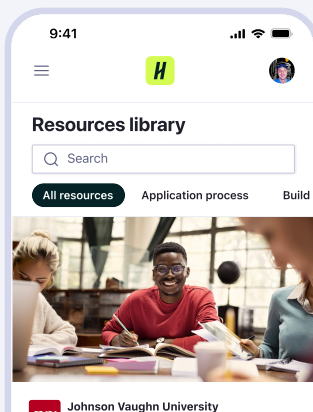 9:41
H
Resources library
Search
All resources Application process Build
Johnson Vaughn University